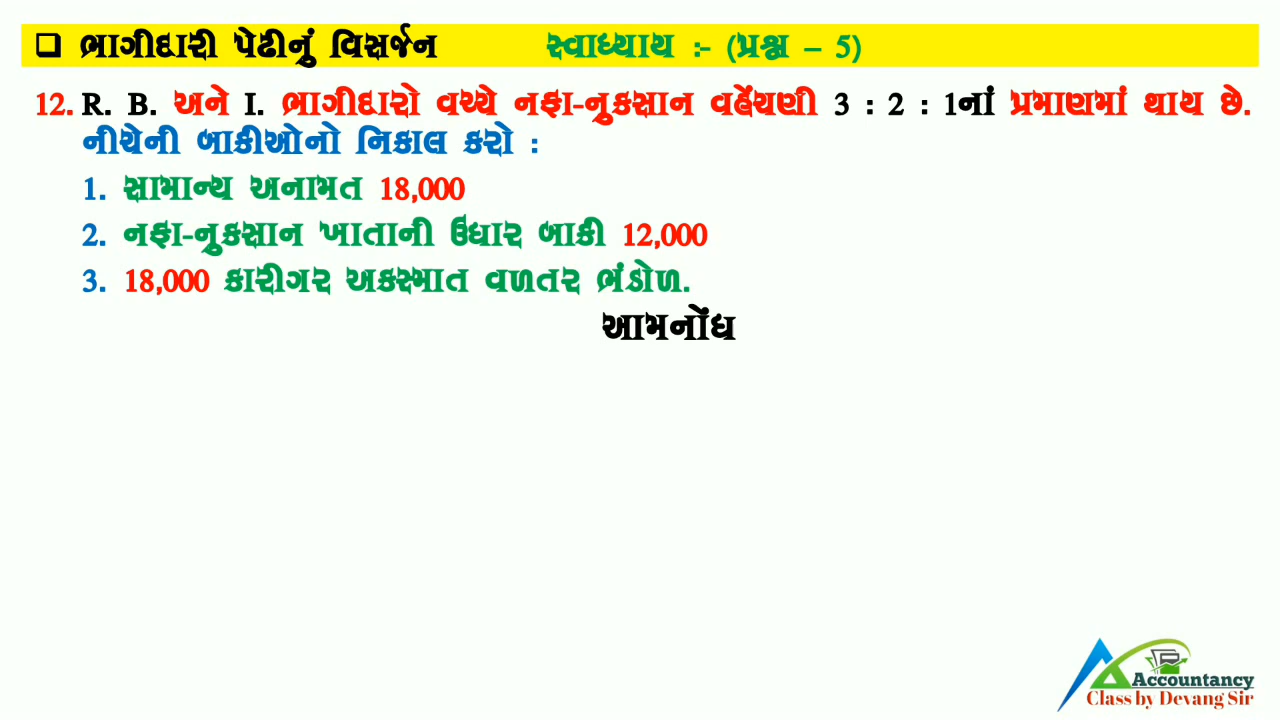 ❑ ભાગીદારી પેઢીનું વિસર્જન સ્વાધ્યાય :- (પ્રશ્ન – 5)
12. R. B. અને I. ભાગીદારો વચ્ચે નફા-નુકસાન વહેંચણી 3 : 2 : 1નાં પ્રમાણમાં થાય છે.
નીચેની બાકીઓનો નિકાલ કરો :
1. સામાન્ય અનામત 18,000
2. નફા-નુકસાન ખાતાની ઉધાર બાકી 12,000
3. 18,000 કારીગર અકસ્માત વળતર ભંડોળ.
આમનોંધ
Accountancy
Class by Devang Sir